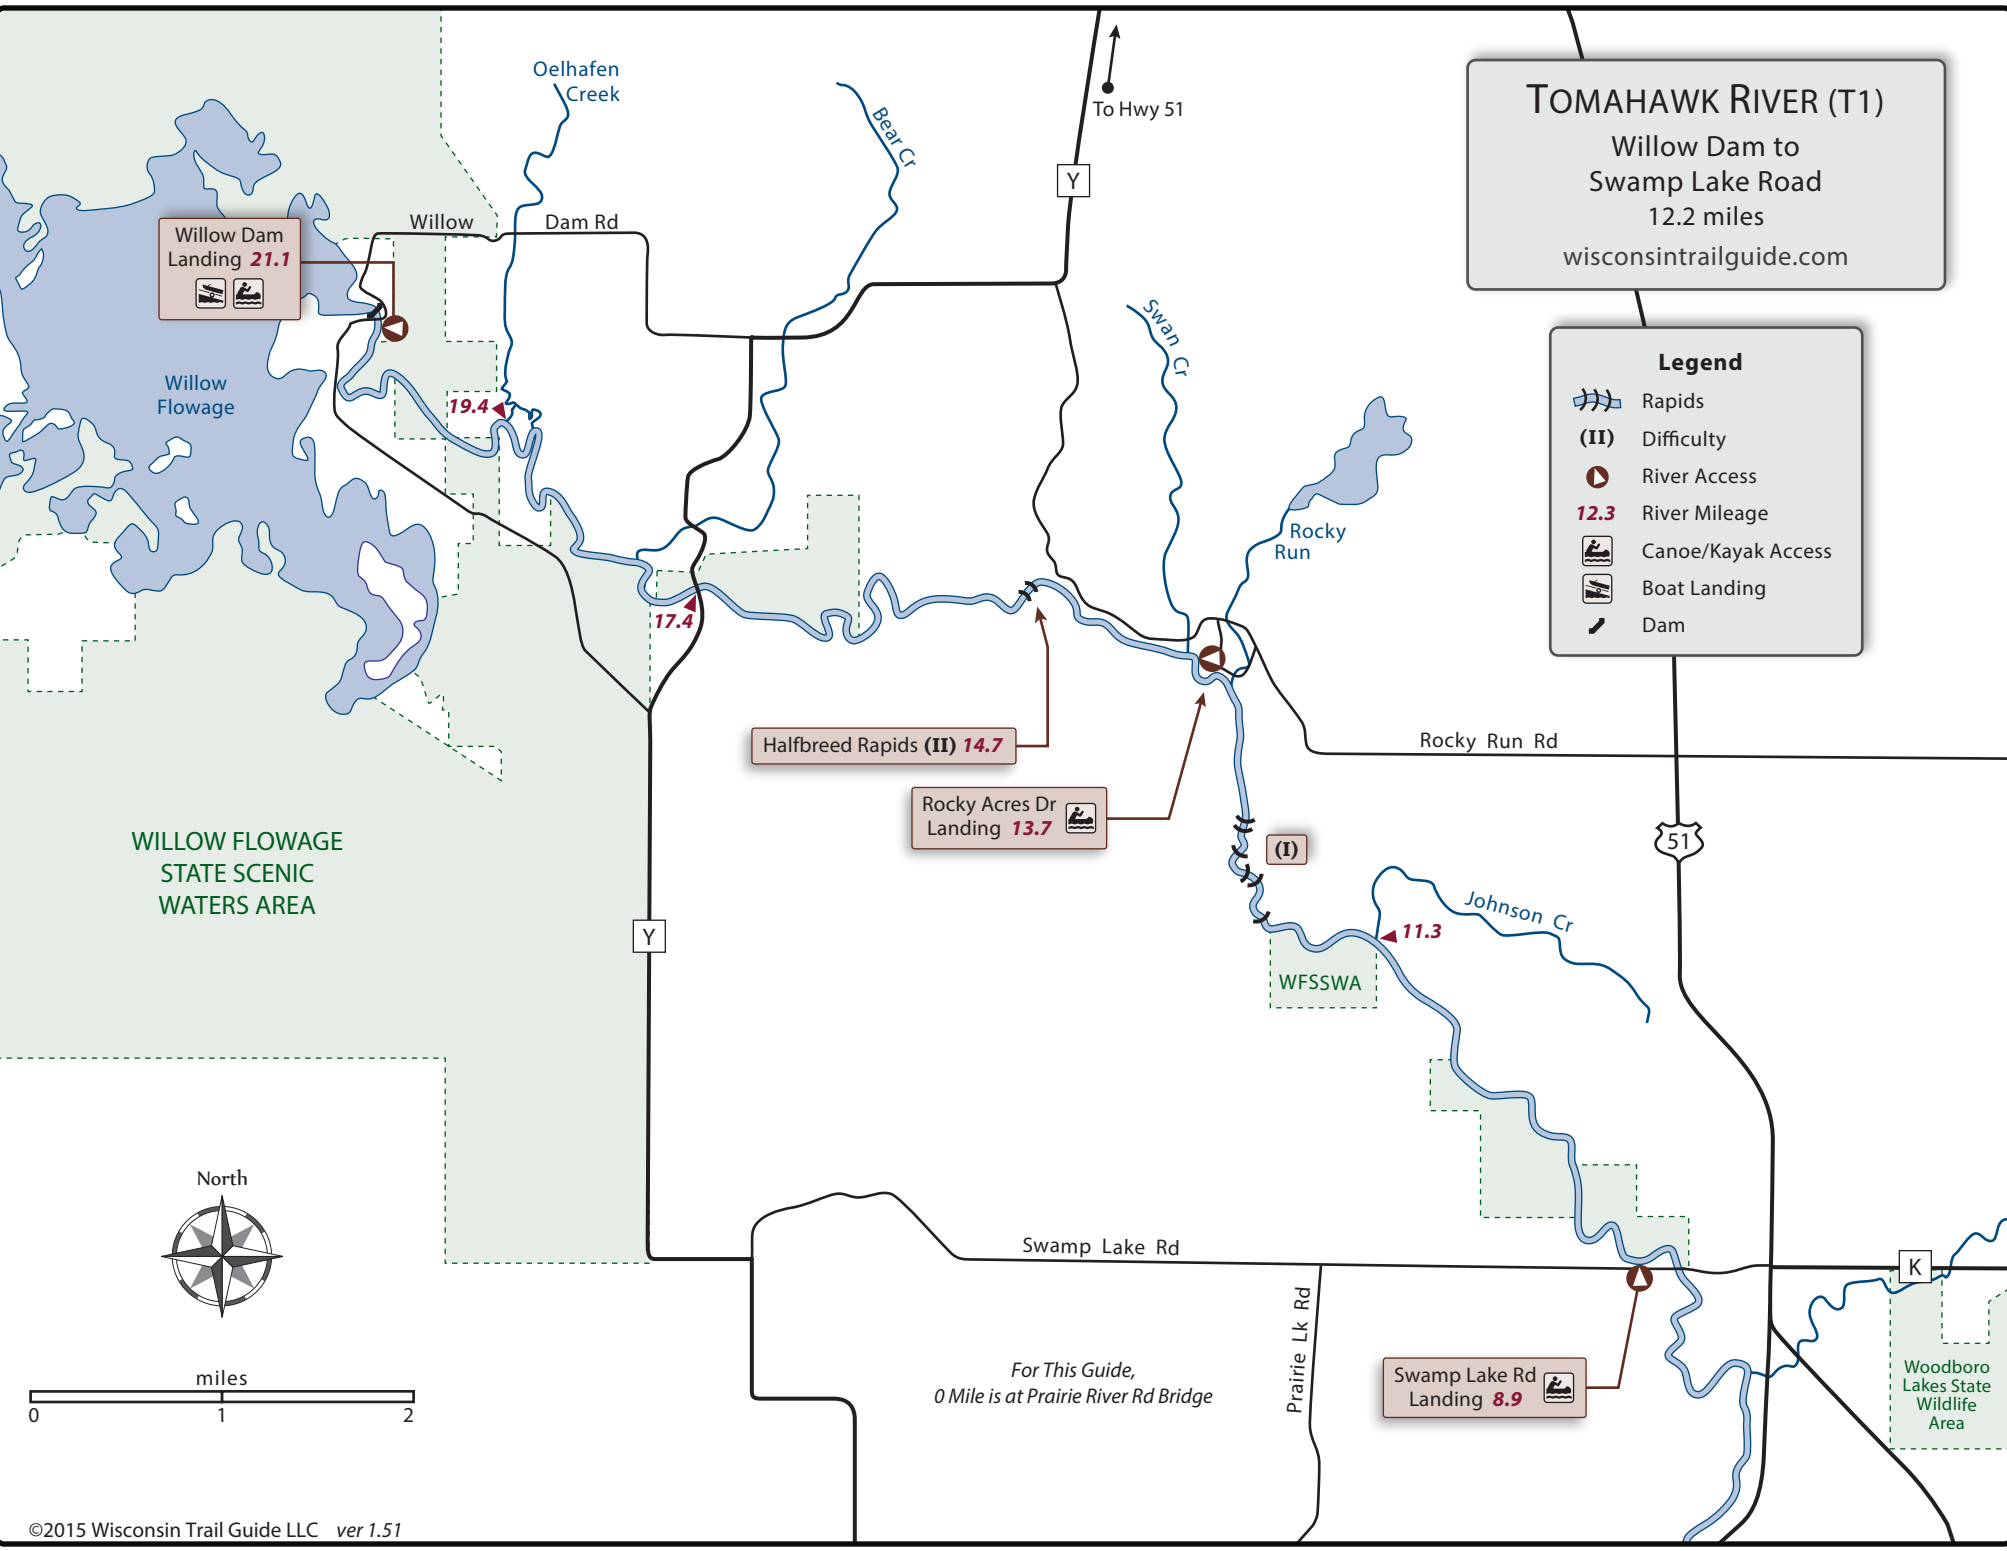 Oelhafen
Creek
Bear Cr
To Hwy 51
Y
TOMAHAWK RIVER (T1)
Willow Dam to
Swamp Lake Road
12.2 miles
wisconsintrailguide.com
Willow Dam Rd
Willow Dam
Landing 21.1
Swan Cr
Legend
Rapids
(II) Difficulty
River Access
12.3 River Mileage
Canoe/Kayak Access
Boat Landing
Dam
Willow
Flowage
19.4
Rocky
Run
17.4
Halfbreed Rapids (II) 14.7
Rocky Run Rd
Rocky Acres Dr
Landing 13.7
51
(I)
WILLOW FLOWAGE
STATE SCENIC
WATERS AREA
Johnson Cr
11.3
Y
WFSSWA
North
Swamp Lake Rd
K
Prairie Lk Rd
miles
0 1 2
For This Guide,
0 Mile is at Prairie River Rd Bridge
Swamp Lake Rd
Landing 8.9
Woodboro
Lakes State
Wildlife
Area
©2015 Wisconsin Trail Guide LLC ver 1.51